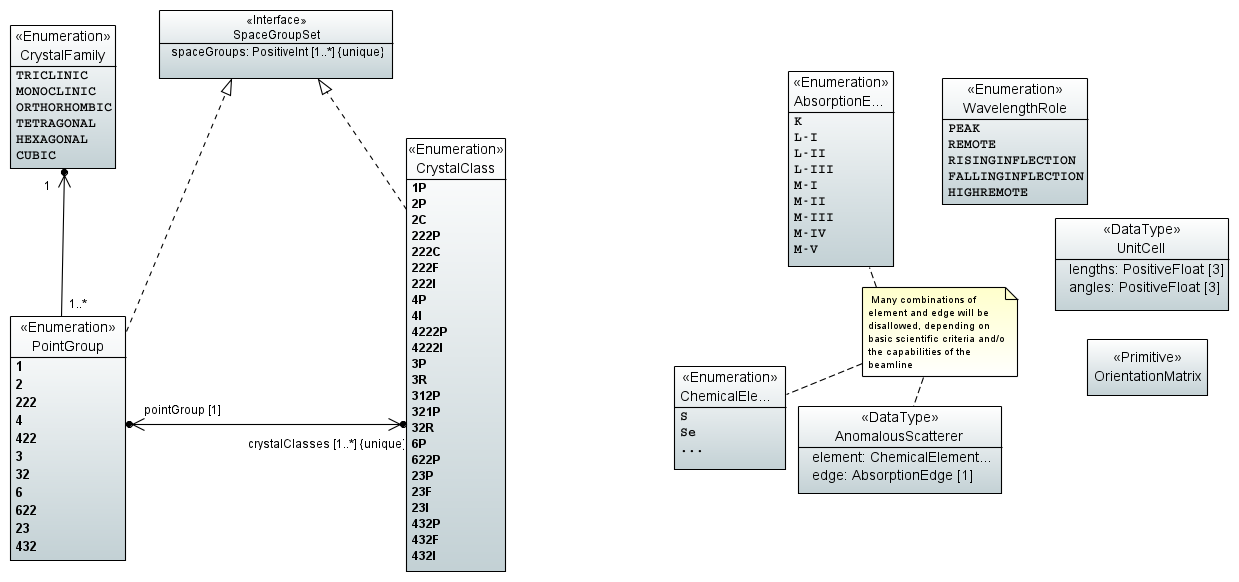 «Enumeration»
CrystalFamily
TRICLINIC
MONOCLINIC
ORTHORHOMBIC
TETRAGONAL
HEXAGONAL
CUBIC
1
1..*
«Interface»
SpaceGroupSet
spaceGroups: PositiveInt [1..*] {unique}
«Enumeration»
PointGroup
1
2
222
4
422
3
32
6
622
23
432
pointGroup [1]
crystalClasses [1..*] {unique}
«Enumeration»
CrystalClass
1P
2P
2C
222P
222C
222F
222I
4P
4I
4222P
4222I
3P
3R
312P
321P
32R
6P
622P
23P
23F
23I
432P
432F
432I
«Enumeration»
AbsorptionE...
K
L-I
L-II
L-III
M-I
M-II
M-III
M-IV
M-V
«Enumeration»
WavelengthRole
PEAK
REMOTE
RISINGINFLECTION
FALLINGINFLECTION
HIGHREMOTE
«DataType»
UnitCell
lengths: PositiveFloat [3]
angles: PositiveFloat [3]
Many combinations of
element and edge will be
disallowed, depending on
basic scientific criteria and/o
the capabilities of the
beamline
«Primitive»
OrientationMatrix
«Enumeration»
ChemicalEle...
S
Se
...
«DataType»
AnomalousScatterer
element: ChemicalElement...
edge: AbsorptionEdge [1]